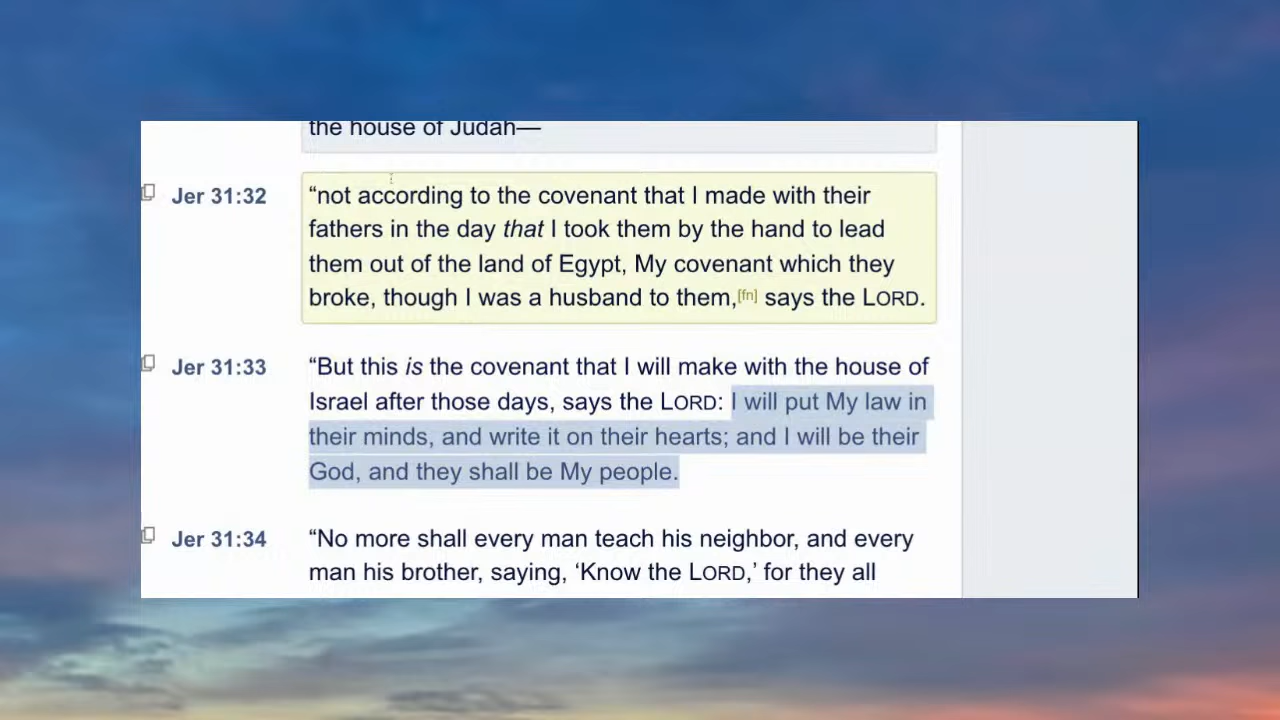 the house of Judah—
Jer 31:32
“not according to the covenant that I made with their
fathers in the day that I took them by the hand to lead
them out of the land of Egypt, My covenant which they
broke, though I was a husband to them,[fn] says the LORD.
Jer 31:33
“But this is the covenant that I will make with the house of
Israel after those days, says the LORD: I will put My law in
their minds, and write it on their hearts; and I will be their
God, and they shall be My people.
Jer 31:34
“No more shall every man teach his neighbor, and every
man his brother, saying, ‘Know the LORD,’ for they all